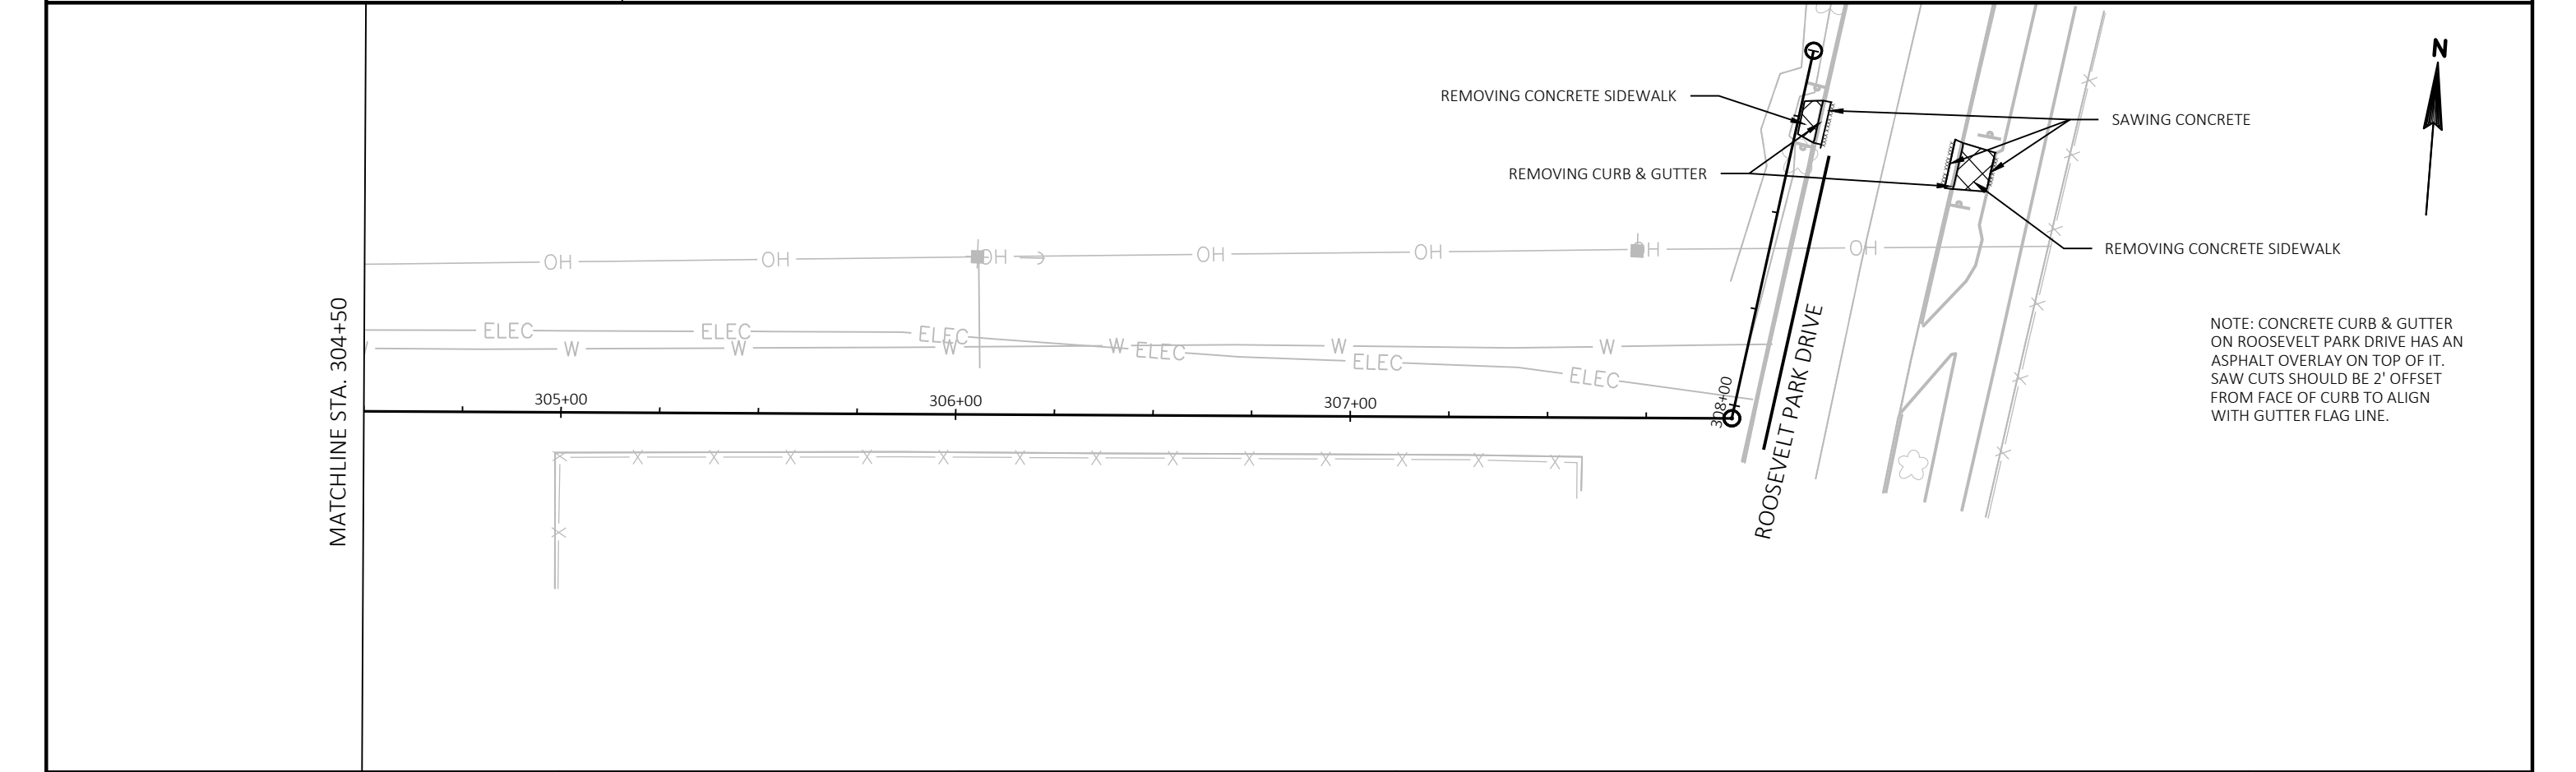 N
REMOVING CONCRETE SIDEWALK
SAWING CONCRETE
REMOVING CURB & GUTTER
REMOVING CONCRETE SIDEWALK
OH
OH
OH
OH
OH
OH
OH
MATCHLINE STA. 304+50
ELEC
ELEC
ELEC
ELEC
ELEC
ELEC
W
W
W
W
W
W
305+00
306+00
307+00
308+00
ROOSEVELT PARK DRIVE
NOTE: CONCRETE CURB & GUTTER
ON ROOSEVELT PARK DRIVE HAS AN
ASPHALT OVERLAY ON TOP OF IT.
SAW CUTS SHOULD BE 2' OFFSET
FROM FACE OF CURB TO ALIGN
WITH GUTTER FLAG LINE.